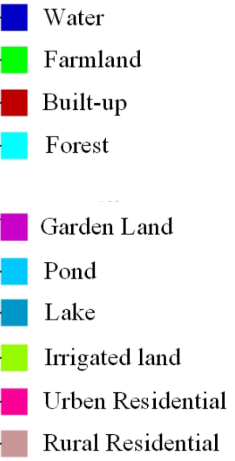 Water
Farmland
Built-up
Forest
Garden Land
Pond
Lake
Irrigated land
Urben Residential
Rural Residential